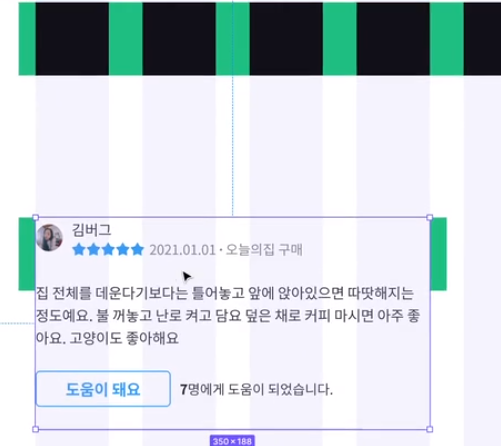 김버그
2021.01.01 · 오늘의집 구매
집 전체를 데운다기보다는 틀어놓고 앞에 앉아있으면 따땃해지는
정도예요. 불 꺼놓고 난로 켜고 담요 덮은 채로 커피 마시면 아주 좋
아요. 고양이도 좋아해요
도움이 돼요
7명에게 도움이 되었습니다.
350 × 188